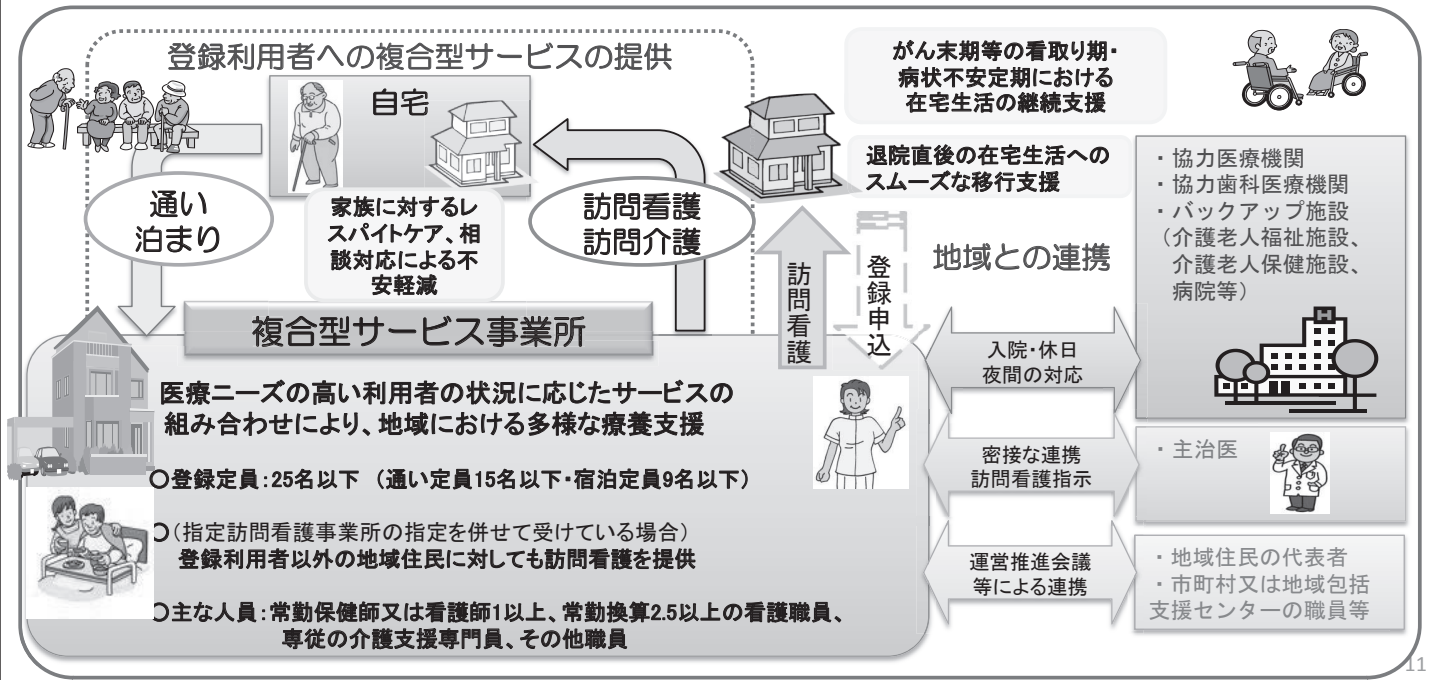 登録利用者への複合型サービスの提供
自宅
通い
泊まり
家族に対するレ
スパイトケア、相
談対応による不
安軽減
訪問看護
訪問介護
がん末期等の看取り期・
病状不安定期における
在宅生活の継続支援
退院直後の在宅生活への
スムーズな移行支援
訪問看護
登録申込
地域との連携
・協力医療機関
・協力歯科医療機関
・バックアップ施設
（介護老人福祉施設、
介護老人保健施設、
病院等）
H
複合型サービス事業所
医療ニーズの高い利用者の状況に応じたサービスの
組み合わせにより、地域における多様な療養支援
○登録定員：25名以下 （通い定員15名以下・宿泊定員9名以下）
○（指定訪問看護事業所の指定を併せて受けている場合）
登録利用者以外の地域住民に対しても訪問看護を提供
○主な人員：常勤保健師又は看護師1以上、常勤換算2.5以上の看護職員、
専従の介護支援専門員、その他職員
入院・休日
夜間の対応
密接な連携
訪問看護指示
・主治医
運営推進会議
等による連携
・地域住民の代表者
・市町村又は地域包括
支援センターの職員等
11